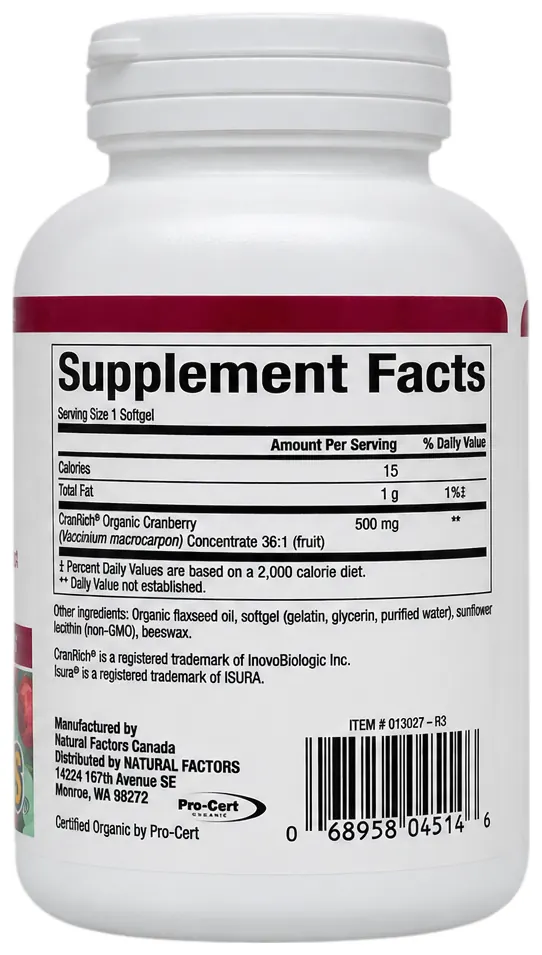 Supplement Facts
Serving Size 1 Softgel
Amount Per Serving % Daily Value
Calories 15
Total Fat 1 g 1%‡
CranRich® Organic Cranberry 500 mg **
(Vaccinium macrocarpon) Concentrate 36:1 (fruit)
‡ Percent Daily Values are based on a 2,000 calorie diet.
** Daily Value not established.
Other ingredients: Organic flaxseed oil, softgel (gelatin, glycerin, purified water), sunflower
lecithin (non-GMO), beeswax.
CranRich® is a registered trademark of InovoBiologic Inc.
Isura® is a registered trademark of ISURA.
Manufactured by
Natural Factors Canada
Distributed by NATURAL FACTORS
14224 167th Avenue SE
Monroe, WA 98272
Pro-Cert
ORGANIC
Certified Organic by Pro-Cert
ITEM # 013027 – R3
0 68958 04514 6